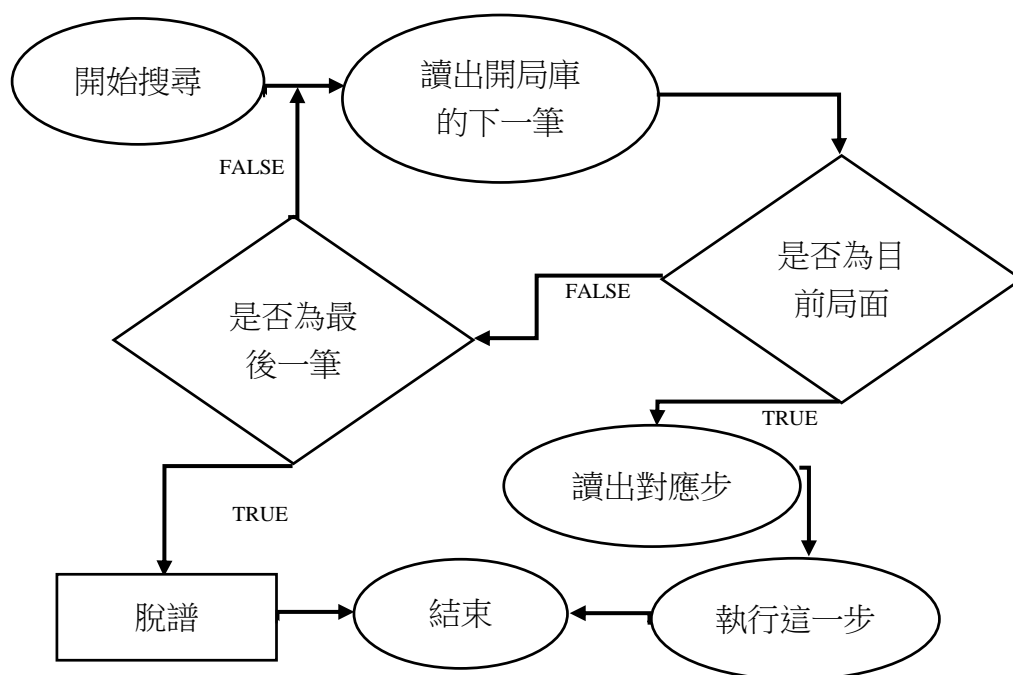 開始搜尋
讀出開局庫
的下一筆
FALSE
是否為目
前局面
FALSE
是否為最
後一筆
TRUE
讀出對應步
TRUE
脫譜
結束
執行這一步